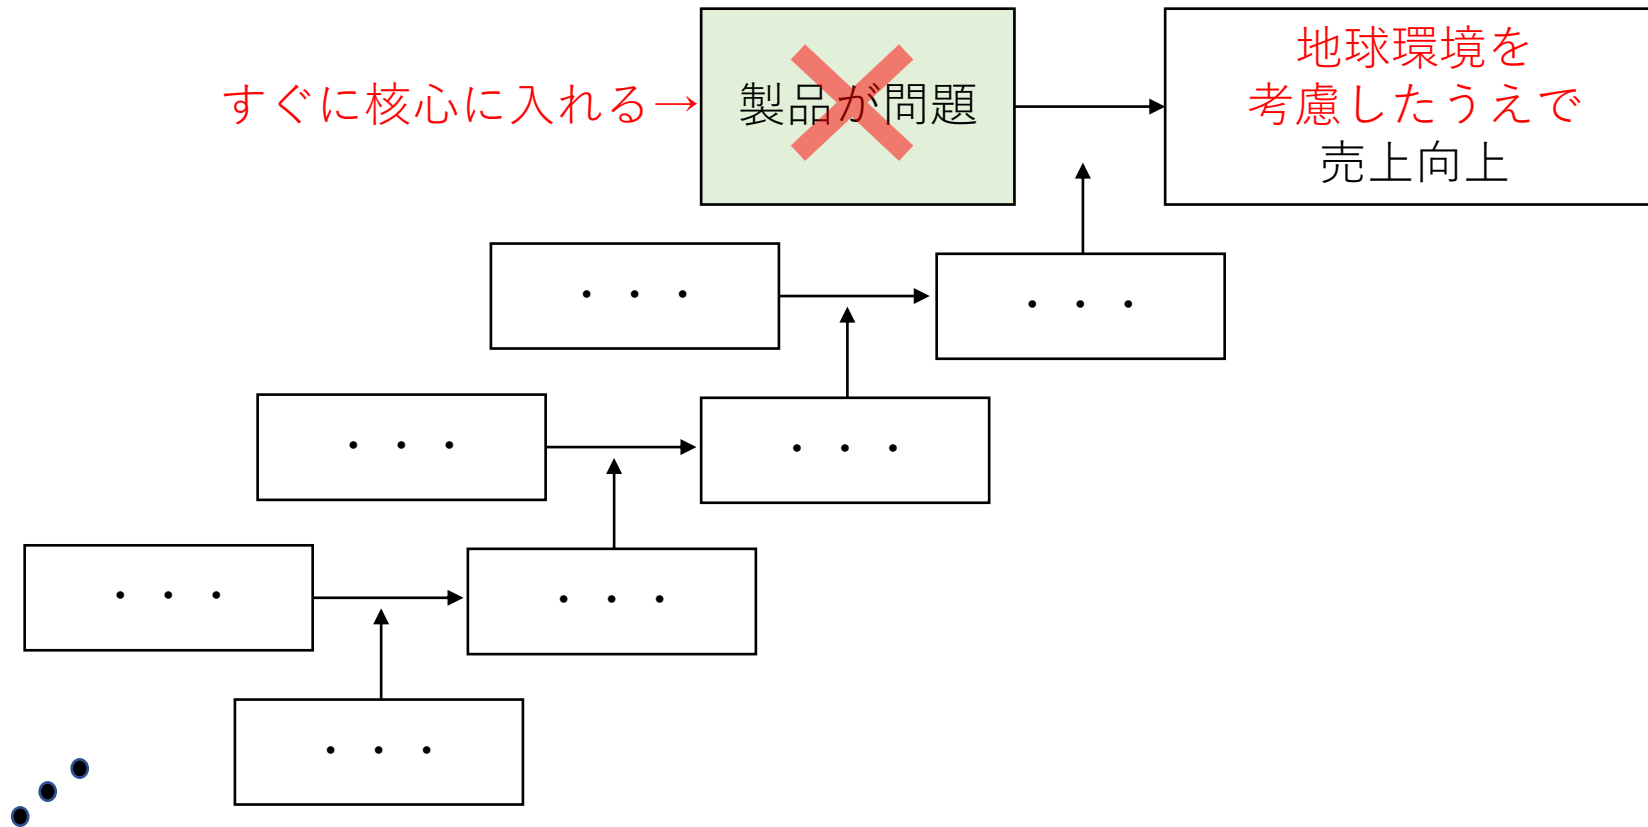 地球環境を
すぐに核心に入れる→
製品が問題
考慮したうえで
売上向上
・・・
・・・
・・・
・・・
・・・
・・・
・・・